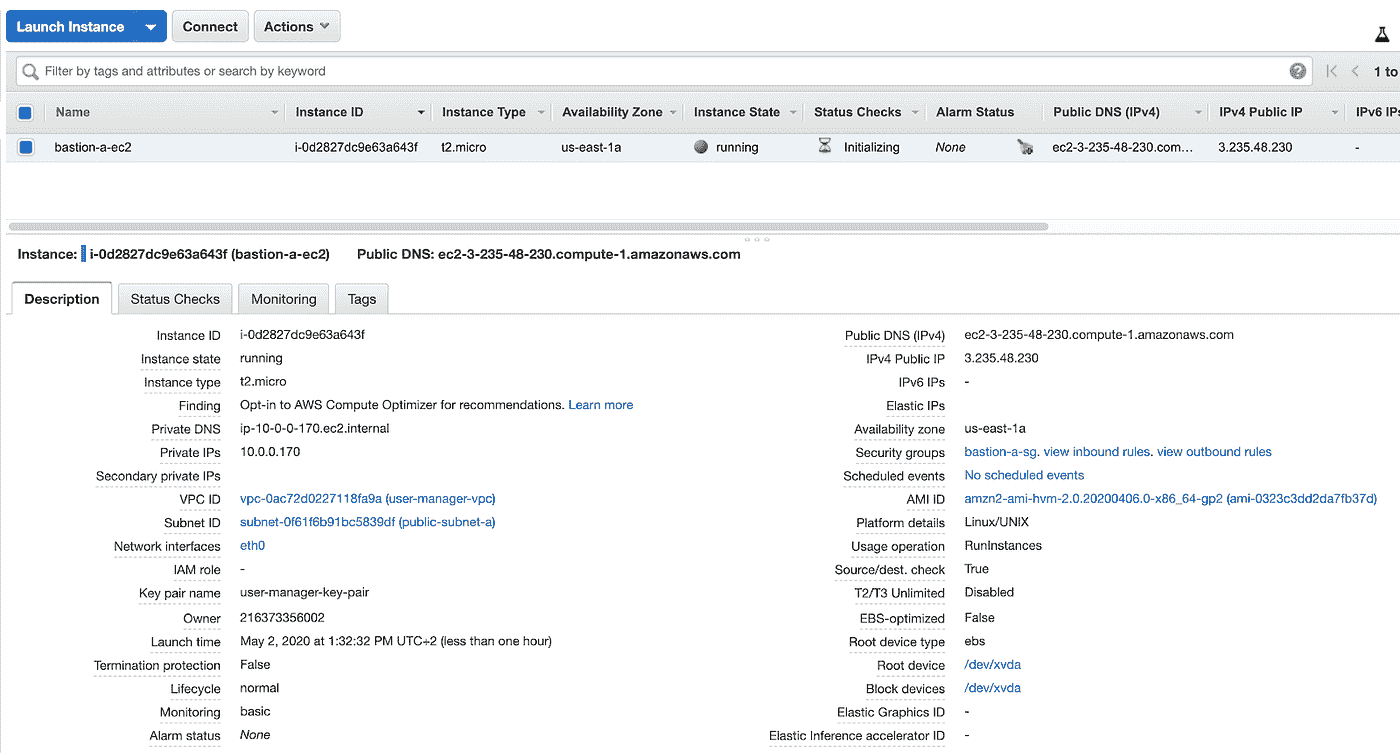 Launch Instance Connect Actions
Filter by tags and attributes or search by keyword 1 to
Name Instance ID Instance Type Availability Zone Instance State Status Checks Alarm Status Public DNS (IPv4) IPv4 Public IP IPv6 IPs
bastion-a-ec2 i-0d2827dc9e63a643f t2.micro us-east-1a running Initializing None ec2-3-235-48-230.com... 3.235.48.230 -
Instance: i-0d2827dc9e63a643f (bastion-a-ec2) Public DNS: ec2-3-235-48-230.compute-1.amazonaws.com
Description Status Checks Monitoring Tags
Instance ID i-0d2827dc9e63a643f Public DNS (IPv4) ec2-3-235-48-230.compute-1.amazonaws.com
Instance state running IPv4 Public IP 3.235.48.230
Instance type t2.micro IPv6 IPs -
Finding Opt-in to AWS Compute Optimizer for recommendations. Learn more Elastic IPs
Private DNS ip-10-0-0-170.ec2.internal Availability zone us-east-1a
Private IPs 10.0.0.170 Security groups bastion-a-sg. view inbound rules. view outbound rules
Secondary private IPs Scheduled events No scheduled events
VPC ID vpc-0ac72d0227118fa9a (user-manager-vpc) AMI ID amzn2-ami-hvm-2.0.20200406.0-x86_64-gp2 (ami-0323c3dd2da7fb37d)
Subnet ID subnet-0f61f6b91bc5839df (public-subnet-a) Platform details Linux/UNIX
Network interfaces eth0 Usage operation RunInstances
IAM role - Source/dest. check True
Key pair name user-manager-key-pair T2/T3 Unlimited Disabled
Owner 216373356002 EBS-optimized False
Launch time May 2, 2020 at 1:32:32 PM UTC+2 (less than one hour) Root device type ebs
Termination protection False Root device /dev/xvda
Lifecycle normal Block devices /dev/xvda
Monitoring basic Elastic Graphics ID -
Alarm status None Elastic Inference accelerator ID -